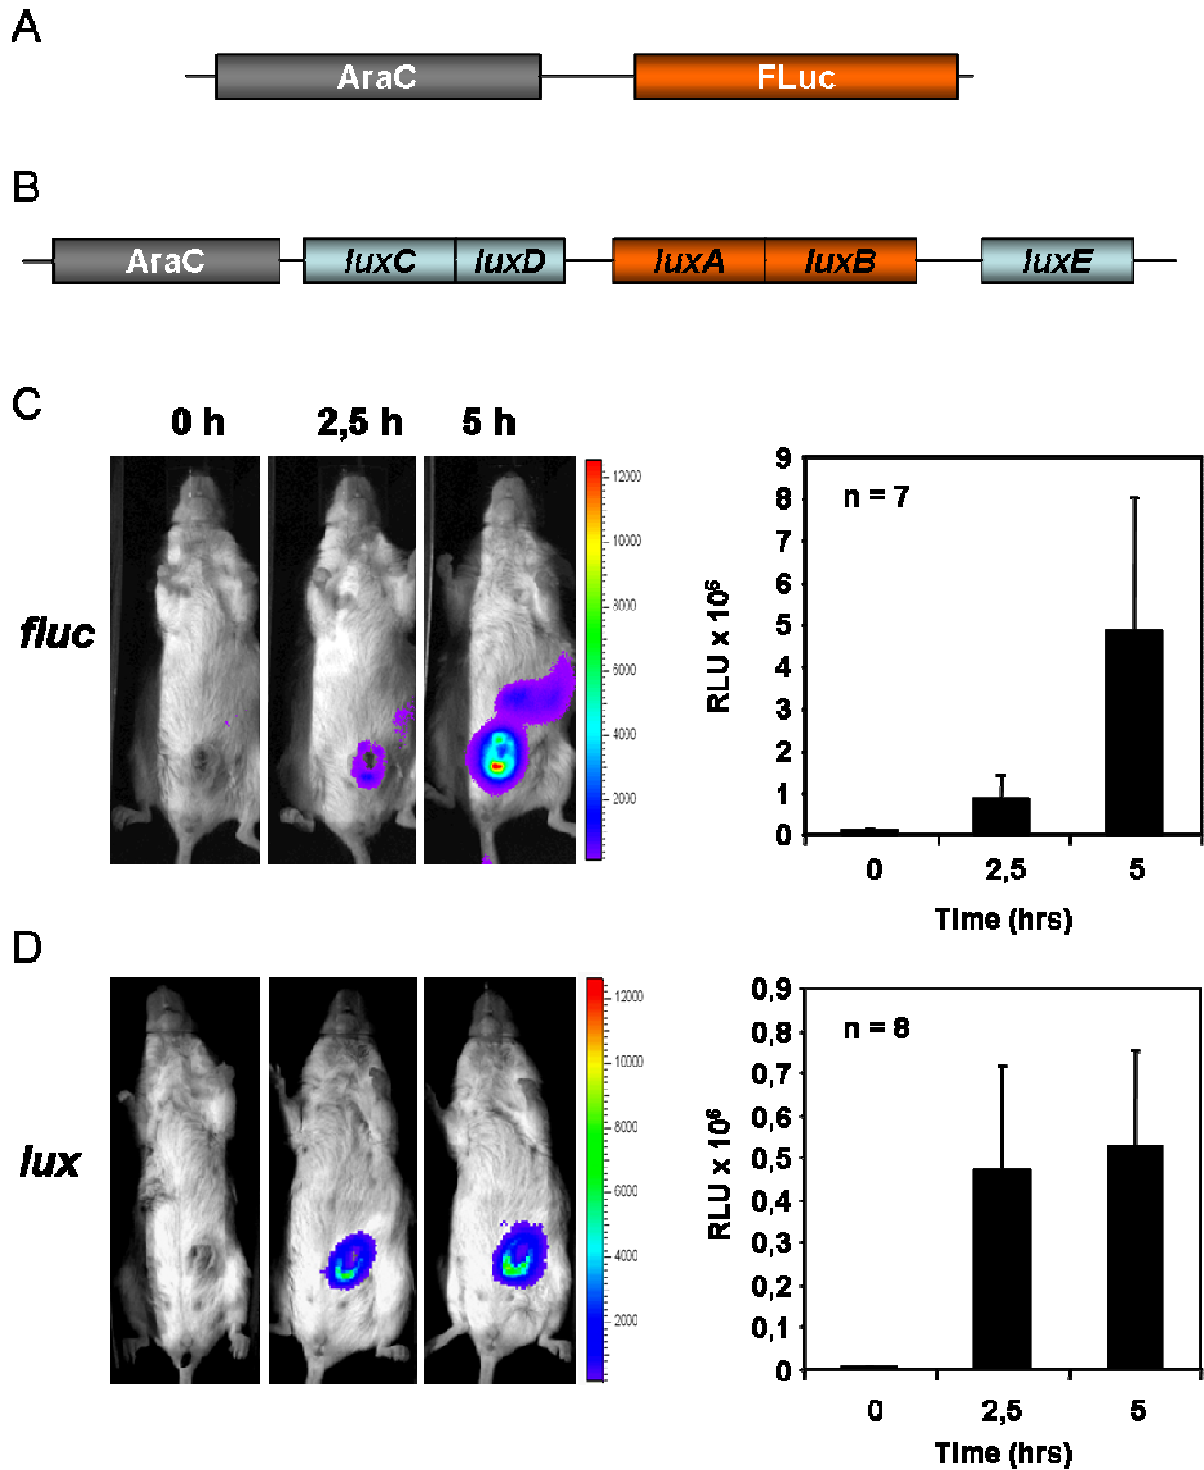 A
AraC
FLuc
B
AraC
luxC
luxD
luxA
luxB
luxE
C
0 h
2,5 h
5 h
fluc
12000
10000
8000
6000
4000
2000
n = 7
RLU x 10⁶
9
8
7
6
5
4
3
2
1
0
0
2,5
5
Time (hrs)
D
lux
12000
10000
8000
6000
4000
2000
n = 8
RLU x 10⁶
0,9
0,8
0,7
0,6
0,5
0,4
0,3
0,2
0,1
0
0
2,5
5
Time (hrs)